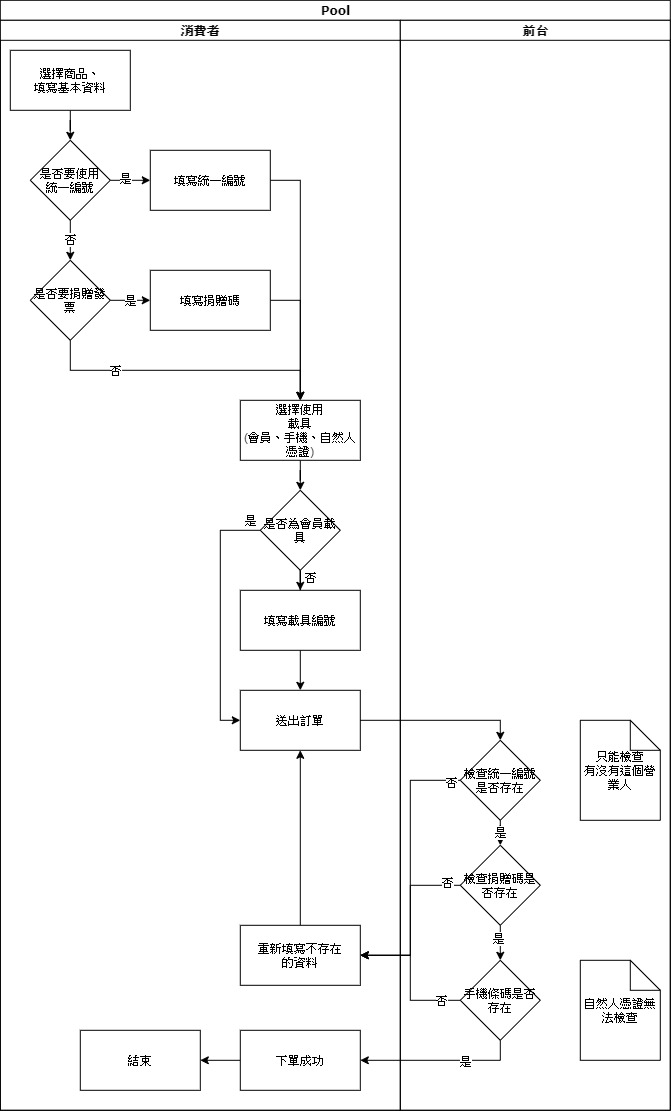 Pool
消費者
前台
選擇商品、
填寫基本資料
是否要使用
統一編號
是
填寫統一編號
否
是否要捐贈發
票
是
填寫捐贈碼
否
選擇使用
載具
(會員、手機、自然人
憑證)
是
是否為會員載
具
否
填寫載具編號
送出訂單
檢查統一編號
是否存在
否
只能檢查
有沒有這個營
業人
是
檢查捐贈碼是
否存在
否
是
重新填寫不存在
的資料
手機條碼是否
存在
否
自然人憑證無
法檢查
是
下單成功
結束